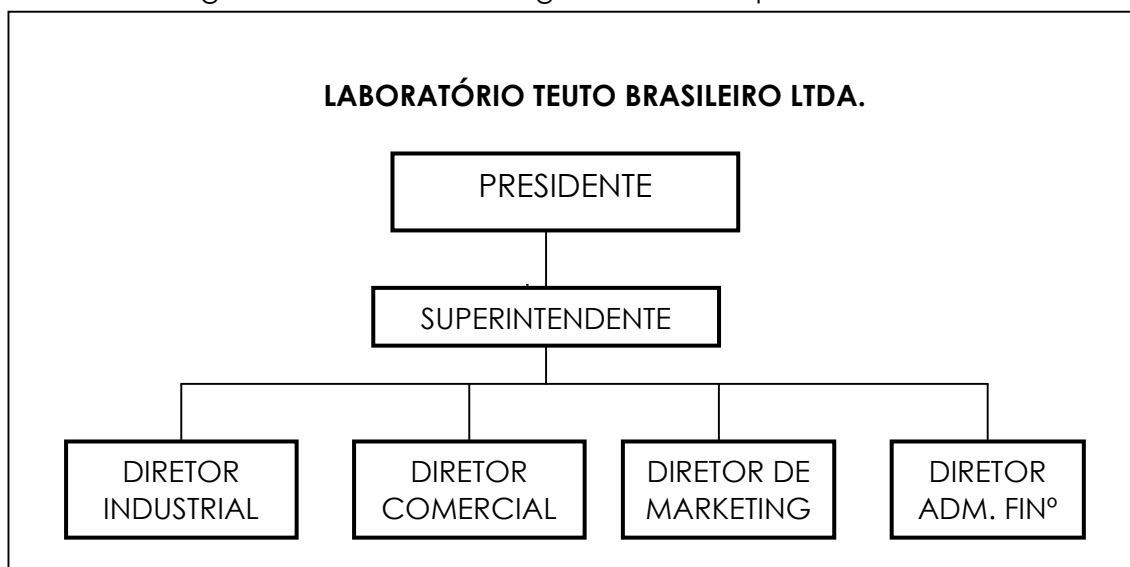 LABORATÓRIO TEUTO BRASILEIRO LTDA.
PRESIDENTE
SUPERINTENDENTE
DIRETOR
INDUSTRIAL
DIRETOR
COMERCIAL
DIRETOR DE
MARKETING
DIRETOR
ADM. FINº